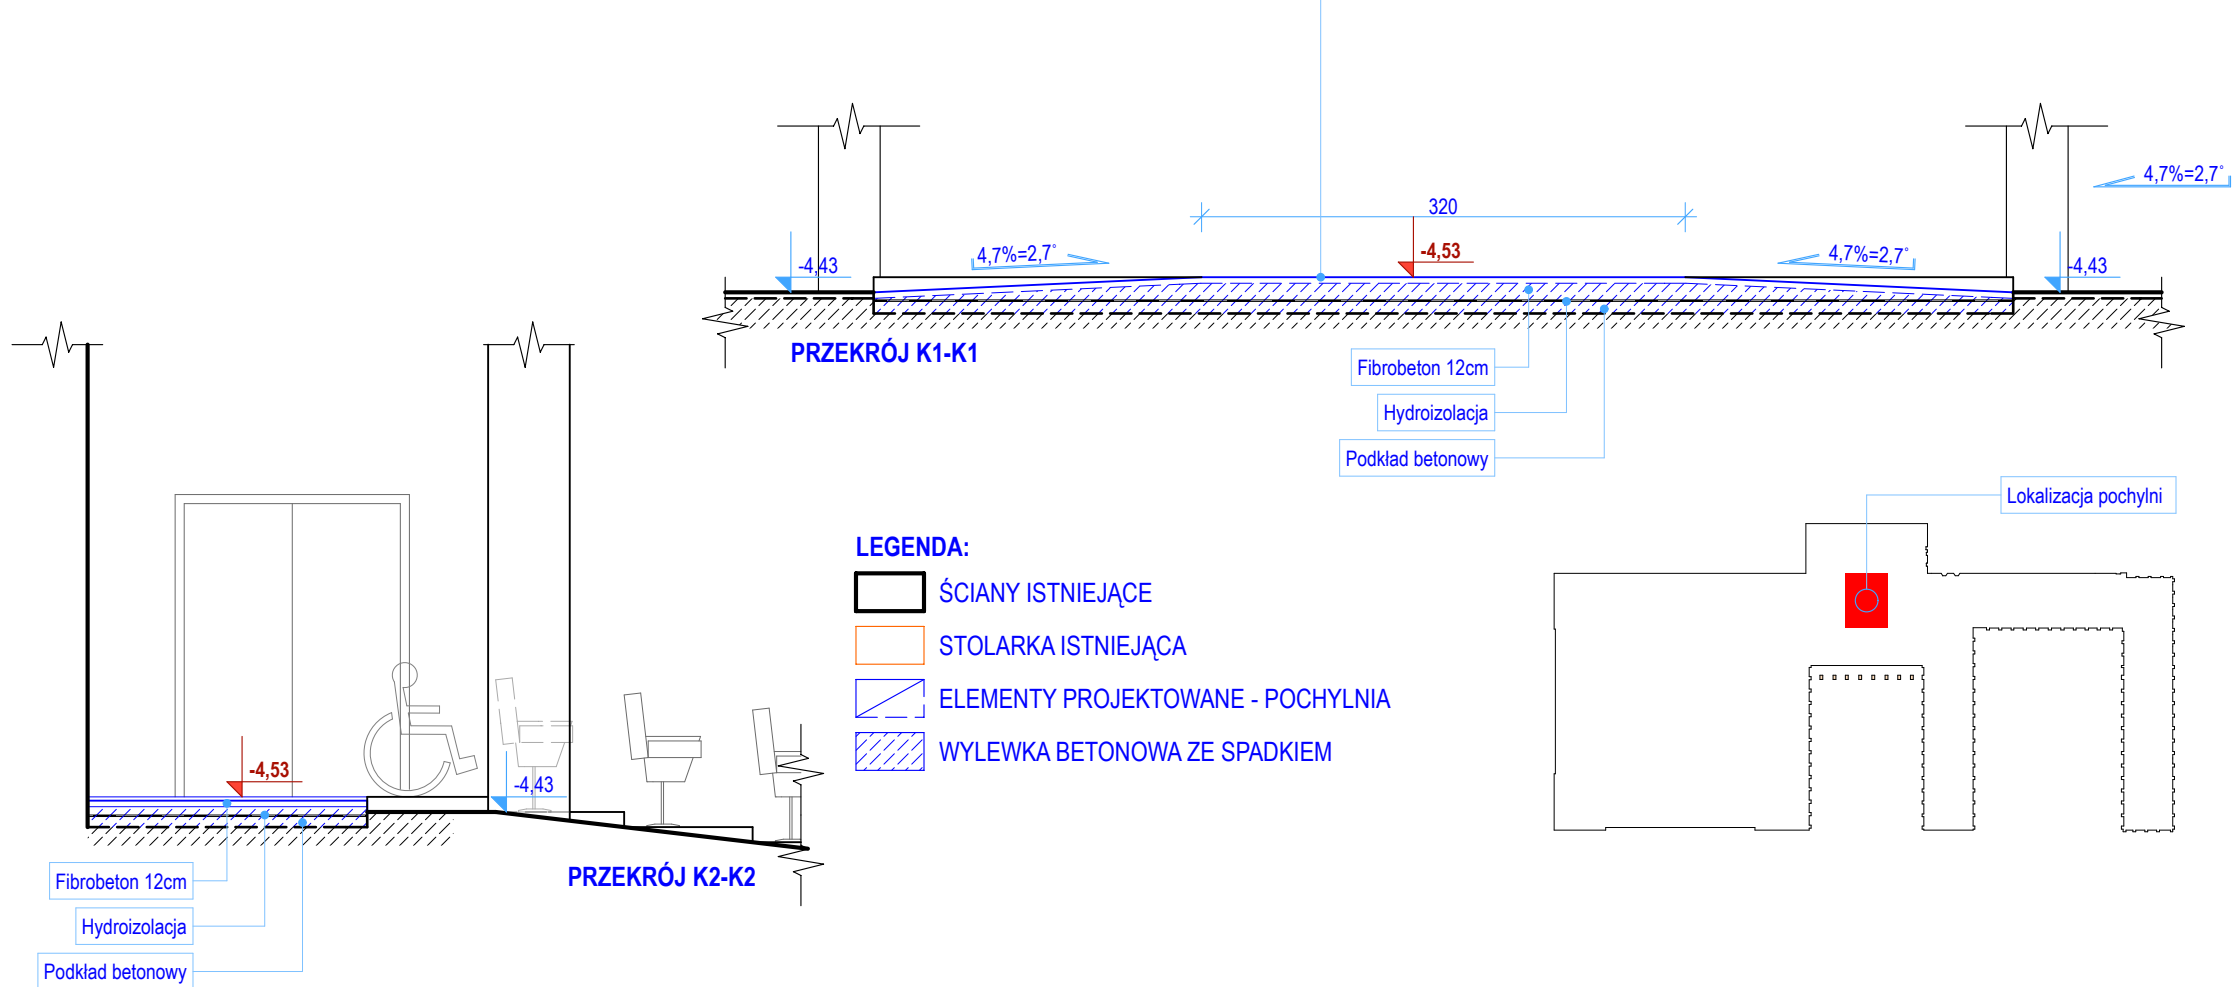 4,7%=2,7°
320
-4,53
-4,43
4,7%=2,7°
4,7%=2,7°
-4,43
PRZEKRÓJ K1-K1
Fibrobeton 12cm
Hydroizolacja
Podkład betonowy
Lokalizacja pochylni
LEGENDA:
ŚCIANY ISTNIEJĄCE
STOLARKA ISTNIEJĄCA
ELEMENTY PROJEKTOWANE - POCHYLNIA
WYLEWKA BETONOWA ZE SPADKIEM
-4,53
-4,43
PRZEKRÓJ K2-K2
Fibrobeton 12cm
Hydroizolacja
Podkład betonowy